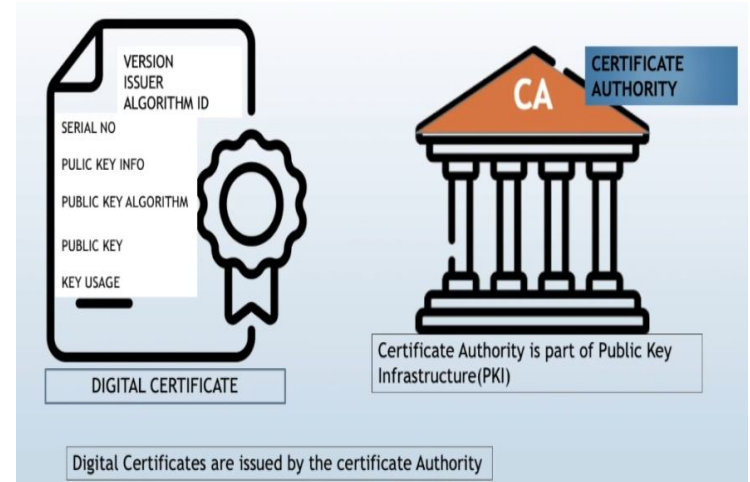 VERSION
ISSUER
ALGORITHM ID
SERIAL NO
PULIC KEY INFO
PUBLIC KEY ALGORITHM
PUBLIC KEY
KEY USAGE
DIGITAL CERTIFICATE
CA
CERTIFICATE
AUTHORITY
Certificate Authority is part of Public Key
Infrastructure(PKI)
Digital Certificates are issued by the certificate Authority